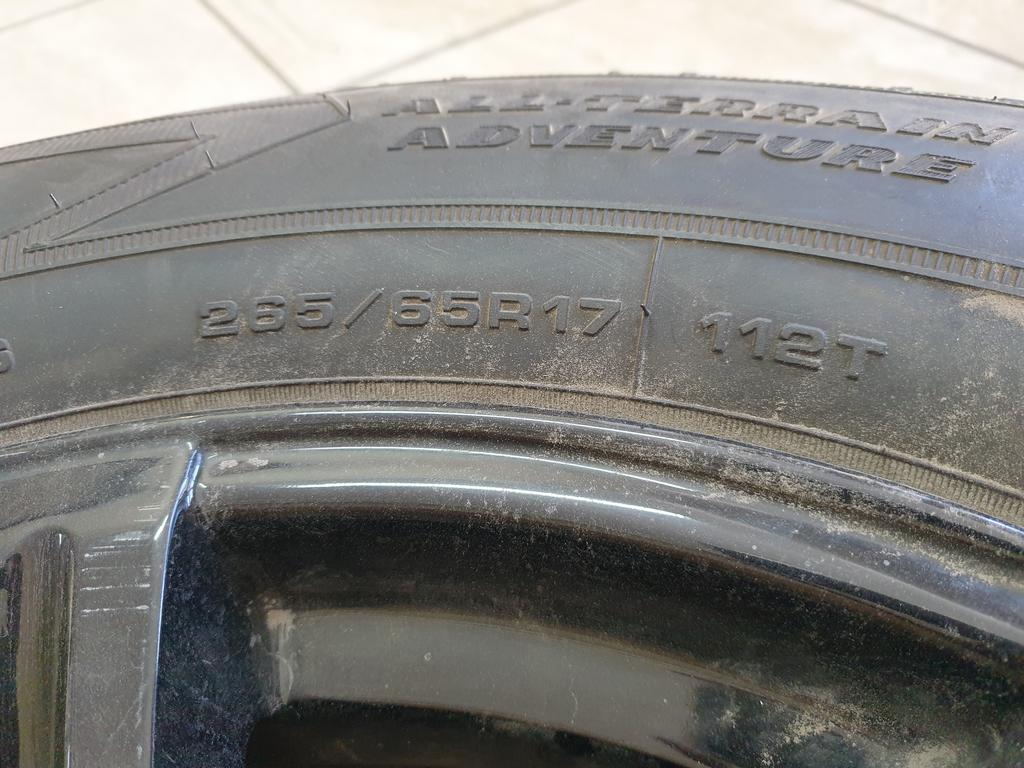 ALL-TERRAIN
ADVENTURE
265/65R17 112T